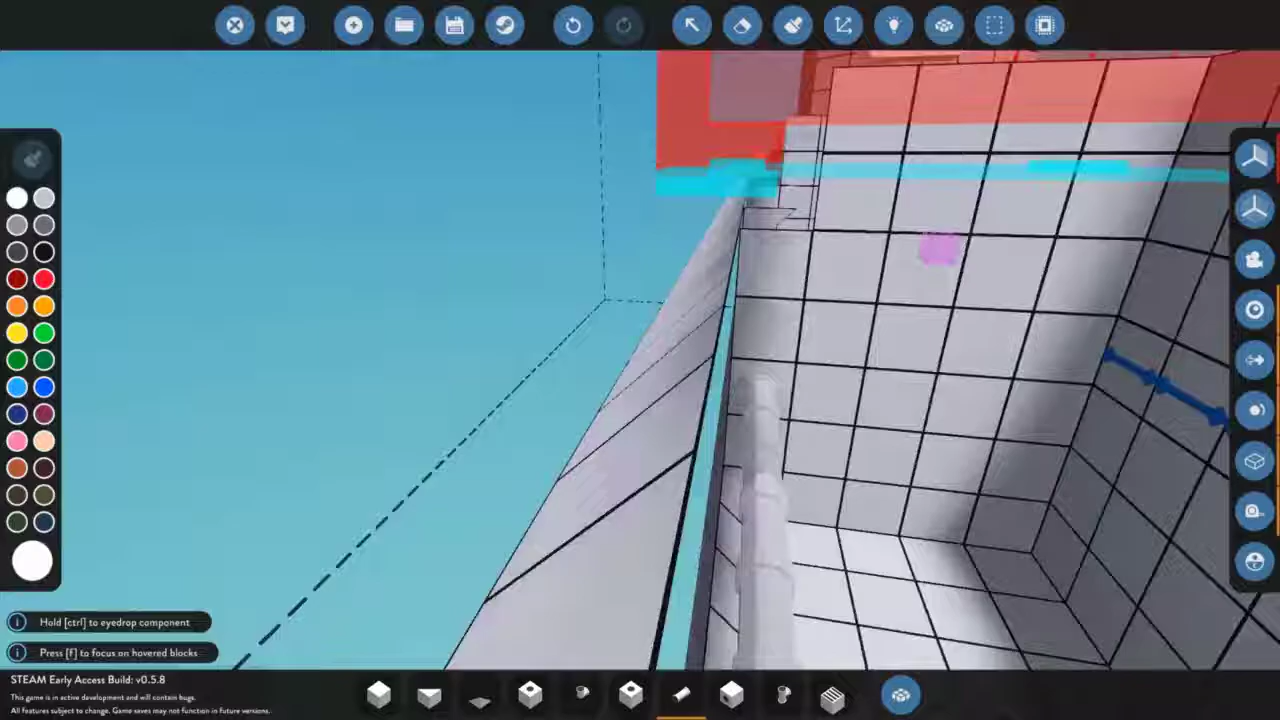 Hold [ctrl] to eyedrop component
Press [f] to focus on hovered blocks
STEAM Early Access Build: v0.5.8
This game is in active development and will contain bugs.
All features subject to change. Game saves may not function in future versions.